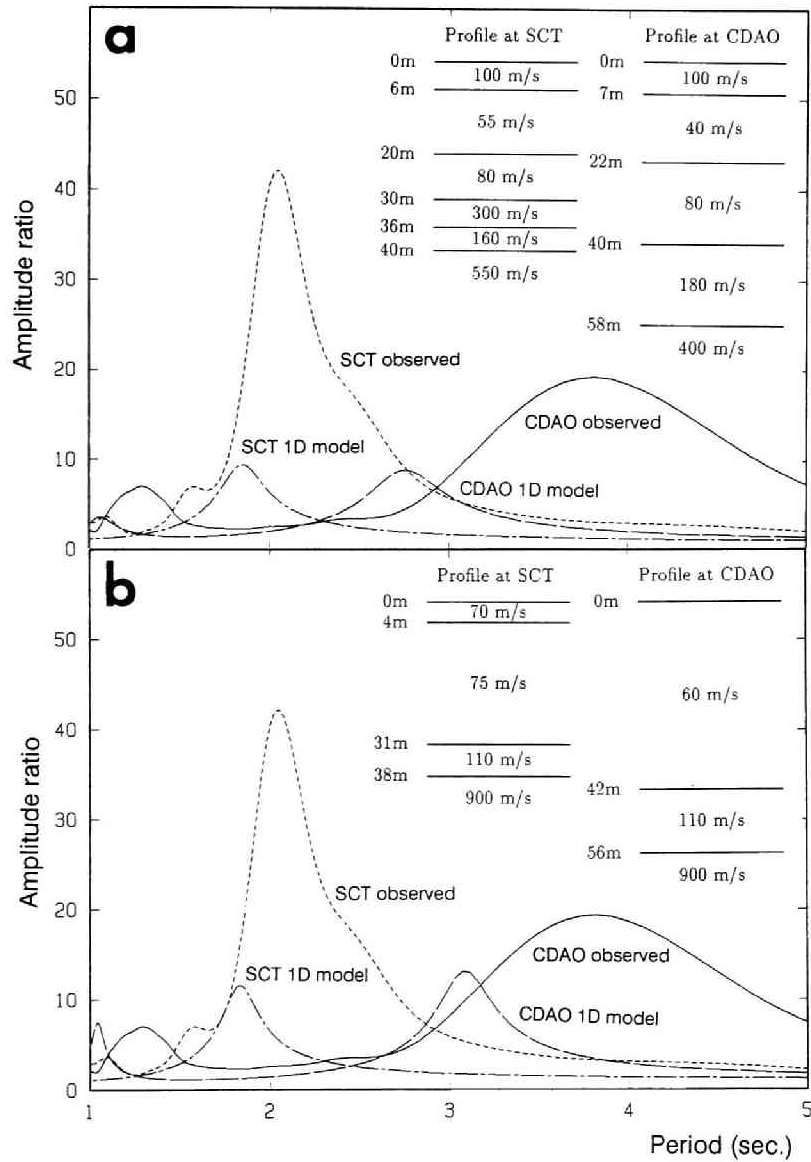 a
Profile at SCT
Profile at CDAO
0m
100 m/s
6m
55 m/s
20m
80 m/s
30m
300 m/s
36m
160 m/s
40m
550 m/s
0m
100 m/s
7m
40 m/s
22m
80 m/s
40m
180 m/s
58m
400 m/s
50
40
30
20
10
0
Amplitude ratio
SCT observed
SCT 1D model
CDAO observed
CDAO 1D model
b
Profile at SCT
Profile at CDAO
0m
70 m/s
4m
75 m/s
31m
110 m/s
38m
900 m/s
0m
60 m/s
42m
110 m/s
56m
900 m/s
50
40
30
20
10
0
Amplitude ratio
SCT observed
SCT 1D model
CDAO observed
CDAO 1D model
1
2
3
4
5
Period (sec.)